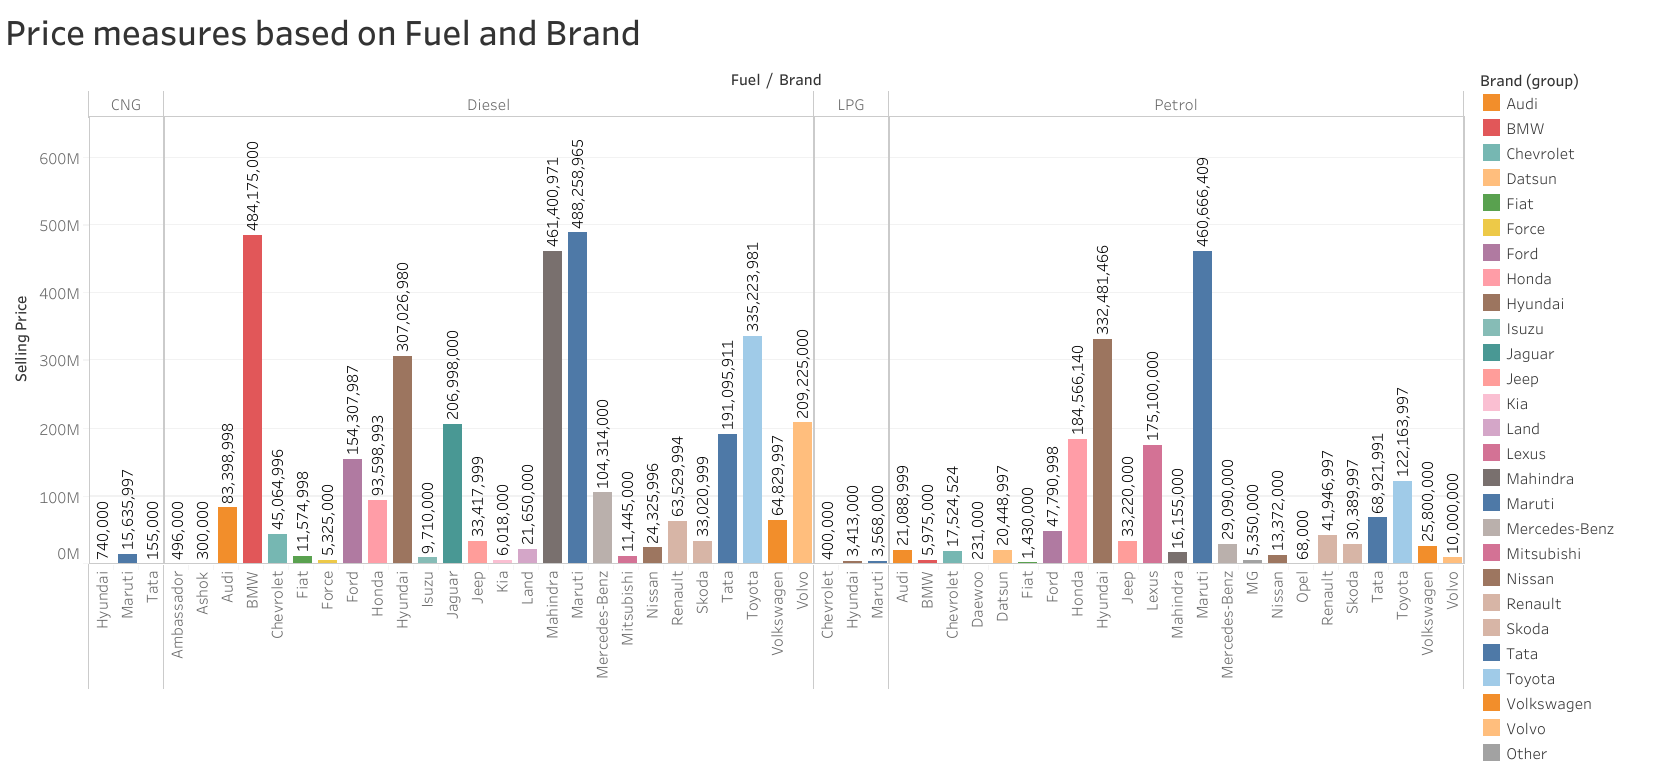 Price measures based on Fuel and Brand
Fuel / Brand
CNG
Diesel
LPG
Petrol
Selling Price
600M
500M
400M
300M
200M
100M
0M
740,000
15,635,997
155,000
496,000
300,000
83,398,998
484,175,000
45,064,996
11,574,998
5,325,000
154,307,987
93,598,993
307,026,980
9,710,000
206,998,000
33,417,999
6,018,000
21,650,000
461,400,971
488,258,965
104,314,000
11,445,000
24,325,996
63,529,994
33,020,999
191,095,911
335,223,981
64,829,997
209,225,000
400,000
3,413,000
3,568,000
21,088,999
5,975,000
17,524,524
231,000
20,448,997
1,430,000
47,790,998
184,566,140
332,481,466
33,220,000
175,100,000
16,155,000
460,666,409
29,090,000
5,350,000
13,372,000
68,000
41,946,997
30,389,997
68,921,991
122,163,997
25,800,000
10,000,000
Hyundai
Maruti
Tata
Ambassador
Ashok
Audi
BMW
Chevrolet
Fiat
Force
Ford
Honda
Hyundai
Isuzu
Jaguar
Jeep
Kia
Land
Mahindra
Maruti
Mercedes-Benz
Mitsubishi
Nissan
Renault
Skoda
Tata
Toyota
Volkswagen
Volvo
Chevrolet
Hyundai
Maruti
Audi
BMW
Chevrolet
Daewoo
Datsun
Fiat
Ford
Honda
Hyundai
Jeep
Lexus
Mahindra
Maruti
Mercedes-Benz
MG
Nissan
Opel
Renault
Skoda
Tata
Toyota
Volkswagen
Volvo
Brand (group)
Audi
BMW
Chevrolet
Datsun
Fiat
Force
Ford
Honda
Hyundai
Isuzu
Jaguar
Jeep
Kia
Land
Lexus
Mahindra
Maruti
Mercedes-Benz
Mitsubishi
Nissan
Renault
Skoda
Tata
Toyota
Volkswagen
Volvo
Other